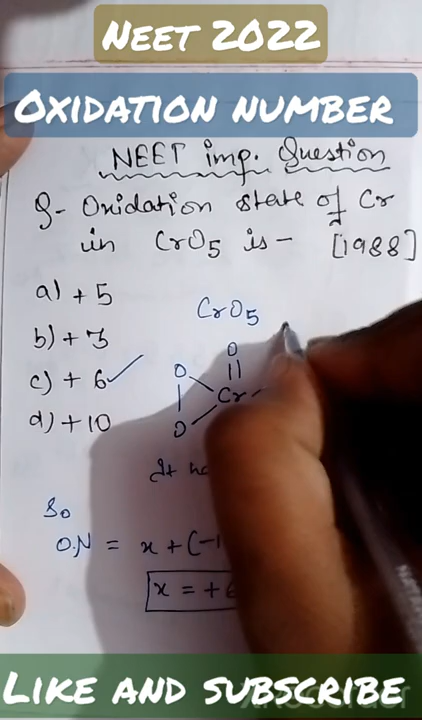 NEET 2022
OXIDATION NUMBER
NEET imp. Question
Q- Oxidation state of Cr
in CrO5 is - [1988]
a) + 5
b) + 3
c) + 6 ✓
d) + 10
CrO5
O
O Cr
O
It
So
O.N = x + (-1
x = +6
LIKE AND SUBSCRIBE